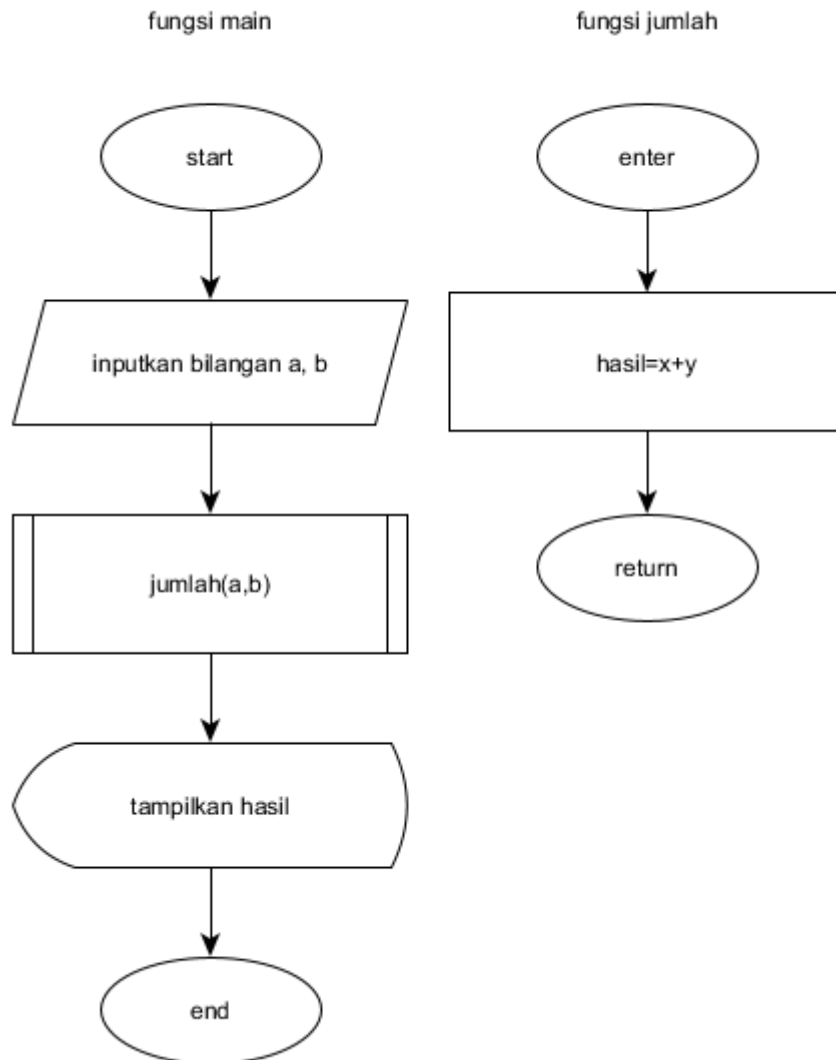 fungsi main
start
inputkan bilangan a, b
jumlah(a,b)
tampilkan hasil
end
fungsi jumlah
enter
hasil=x+y
return